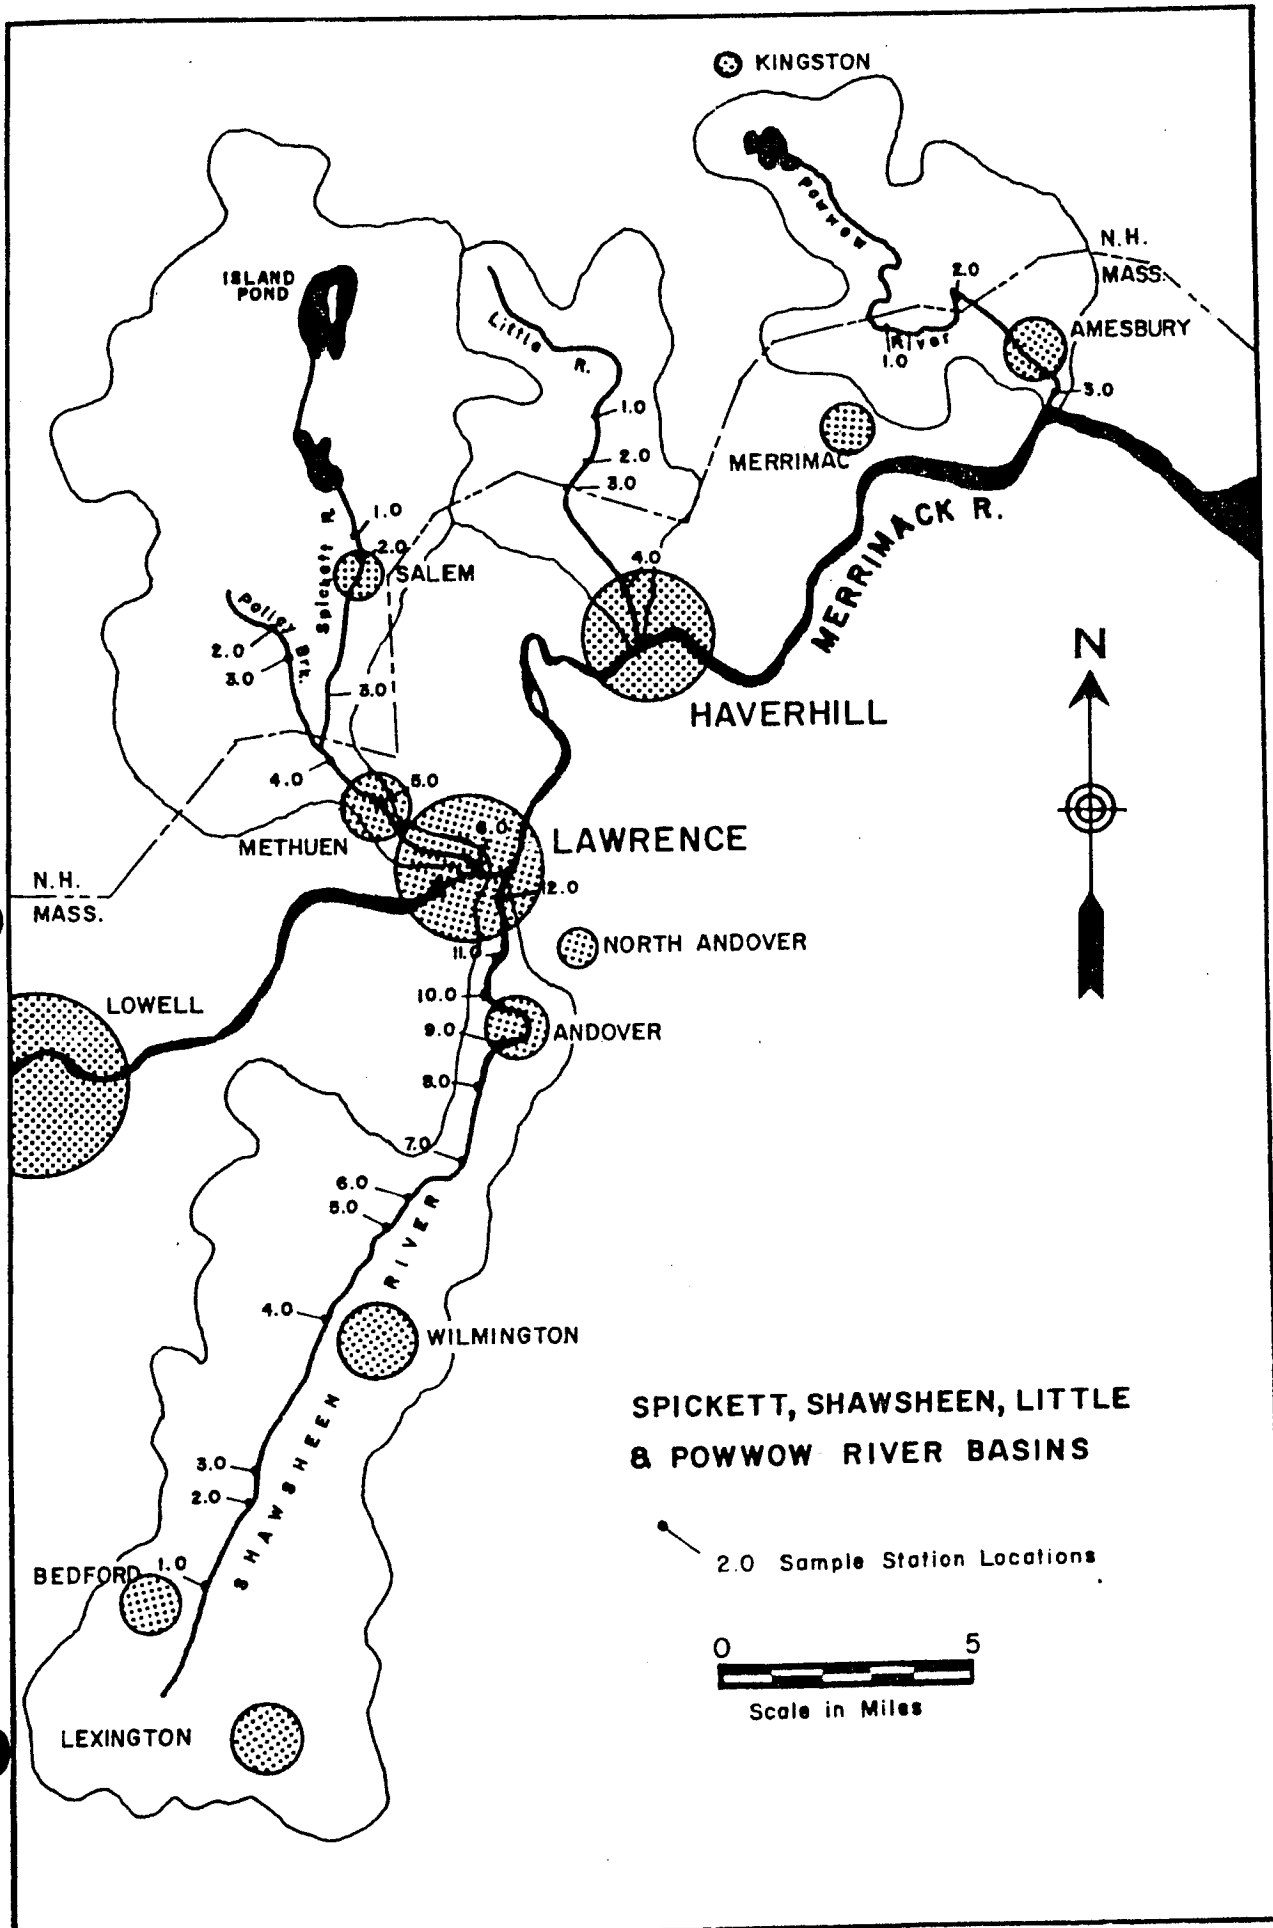 KINGSTON
Powwow
River
N.H.
MASS.
2.0
1.0
AMESBURY
3.0
MERRIMAC
MERRIMACK R.
ISLAND
POND
Little R.
1.0
2.0
3.0
4.0
HAVERHILL
Spickett R.
1.0
2.0
SALEM
Policy Brk.
2.0
3.0
3.0
4.0
5.0
METHUEN
6.0
LAWRENCE
N.H.
MASS.
12.0
NORTH ANDOVER
11.0
10.0
9.0
ANDOVER
LOWELL
8.0
7.0
6.0
5.0
4.0
SHAWSHEEN RIVER
WILMINGTON
3.0
2.0
BEDFORD
1.0
LEXINGTON
N
SPICKETT, SHAWSHEEN, LITTLE
& POWWOW RIVER BASINS
2.0 Sample Station Locations
0 5
Scale in Miles